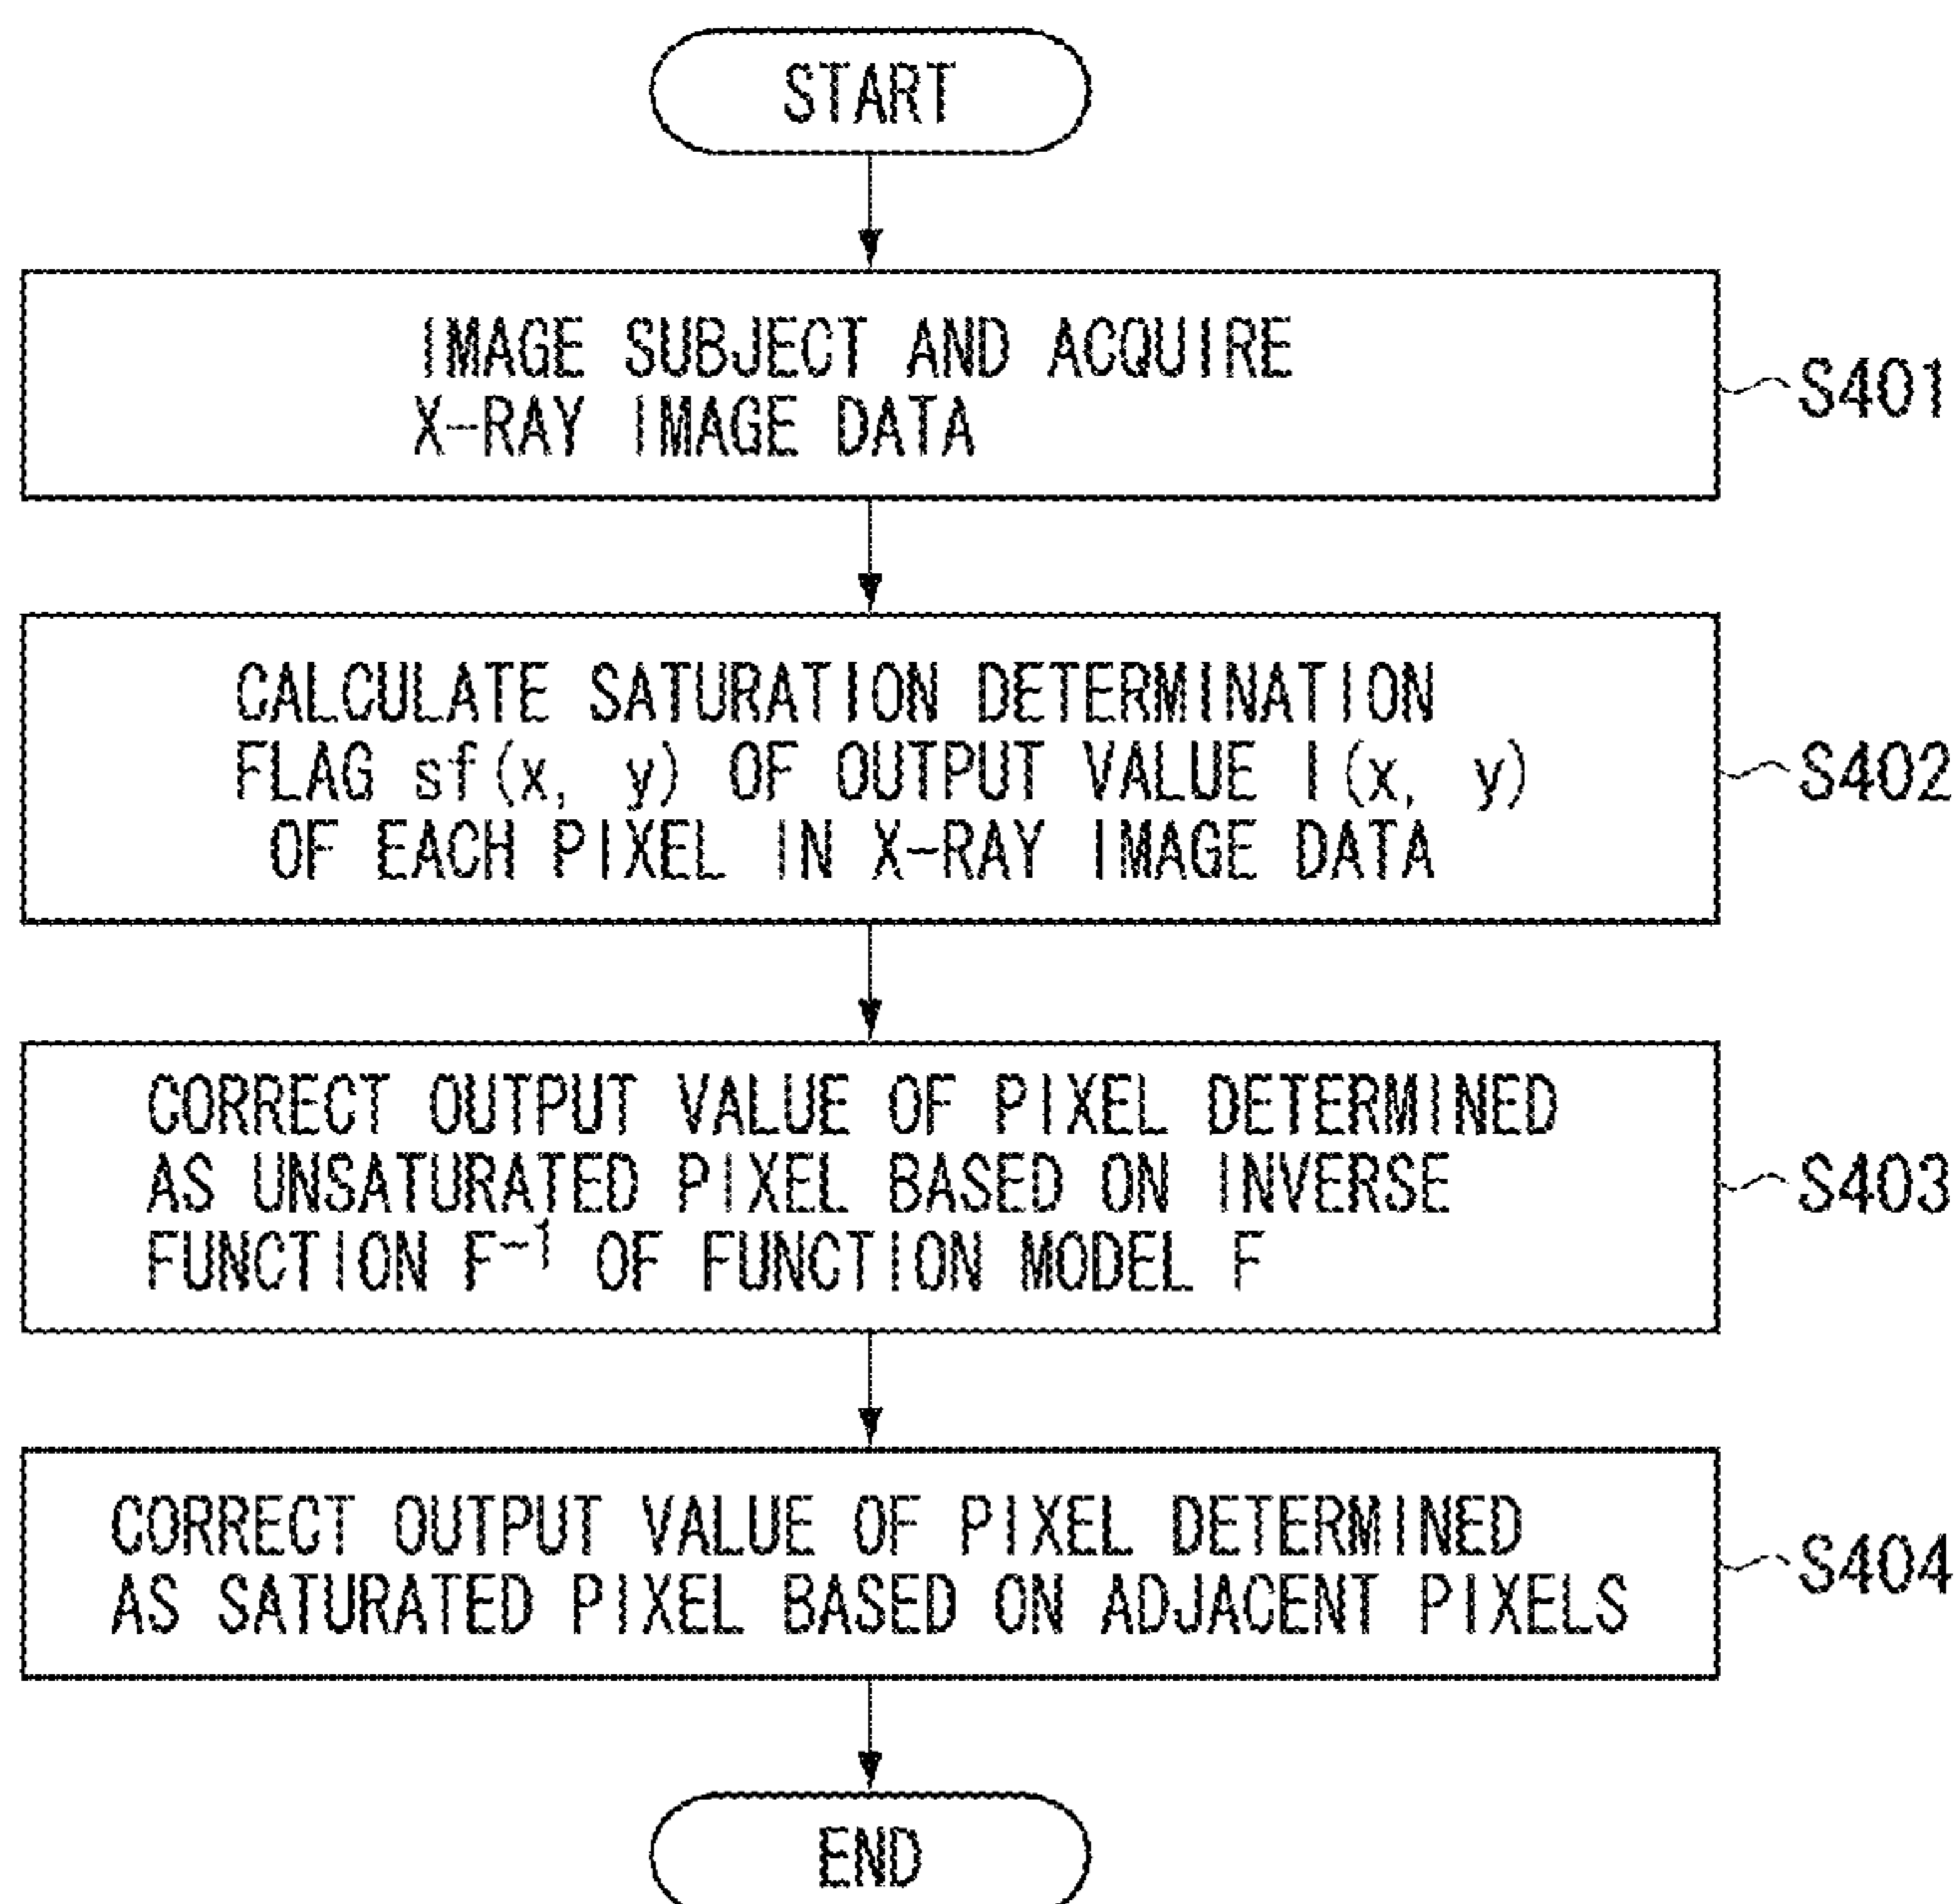 START
IMAGE SUBJECT AND ACQUIRE
X-RAY IMAGE DATA
S401
CALCULATE SATURATION DETERMINATION
FLAG sf(x, y) OF OUTPUT VALUE I(x, y)
OF EACH PIXEL IN X-RAY IMAGE DATA
S402
CORRECT OUTPUT VALUE OF PIXEL DETERMINED
AS UNSATURATED PIXEL BASED ON INVERSE
FUNCTION F⁻¹ OF FUNCTION MODEL F
S403
CORRECT OUTPUT VALUE OF PIXEL DETERMINED
AS SATURATED PIXEL BASED ON ADJACENT PIXELS
S404
END